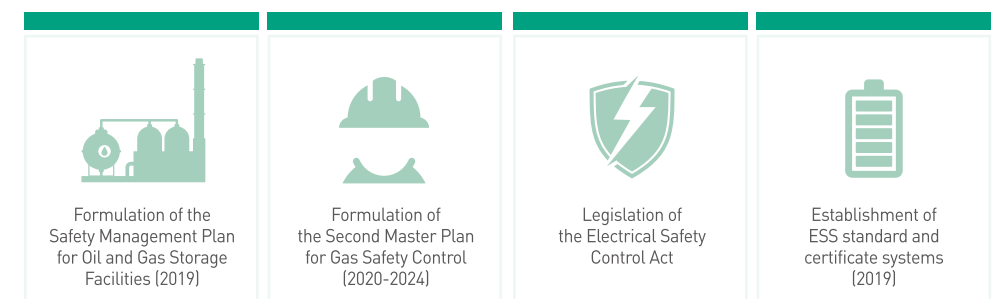 Formulation of the
Safety Management Plan
for Oil and Gas Storage
Facilities (2019)
Formulation of
the Second Master Plan
for Gas Safety Control
(2020-2024)
Legislation of
the Electrical Safety
Control Act
Establishment of
ESS standard and
certificate systems
(2019)